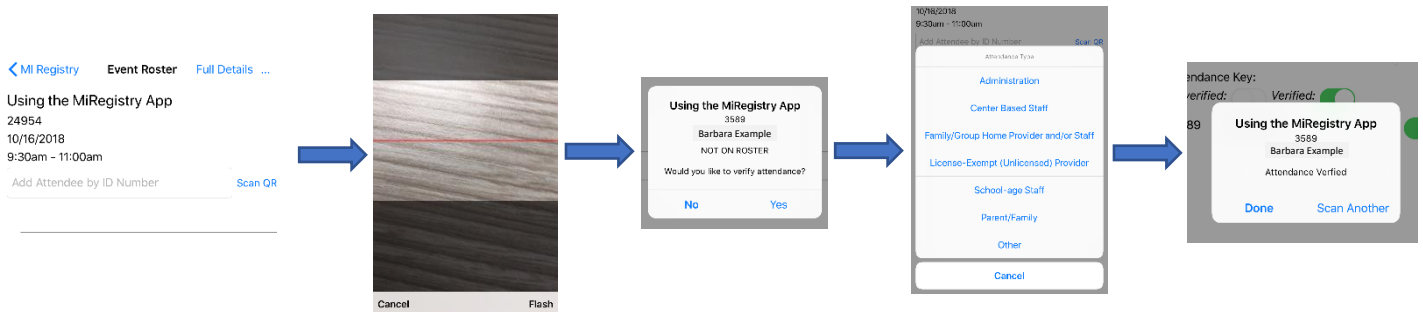 MI Registry Event Roster Full Details ...
Using the MiRegistry App
24954
10/16/2018
9:30am - 11:00am
Add Attendee by ID Number Scan QR
Cancel Flash
Using the MiRegistry App
3589
Barbara Example
NOT ON ROSTER
Would you like to verify attendance?
No Yes
10/16/2018
9:30am - 11:00am
Add Attendee by ID Number Scan QR
Attendance Type
Administration
Center Based Staff
Family/Group Home Provider and/or Staff
License-Exempt (Unlicensed) Provider
School-age Staff
Parent/Family
Other
Cancel
endance Key:
verified: Verified:
89
Using the MiRegistry App
3589
Barbara Example
Attendance Verfied
Done Scan Another